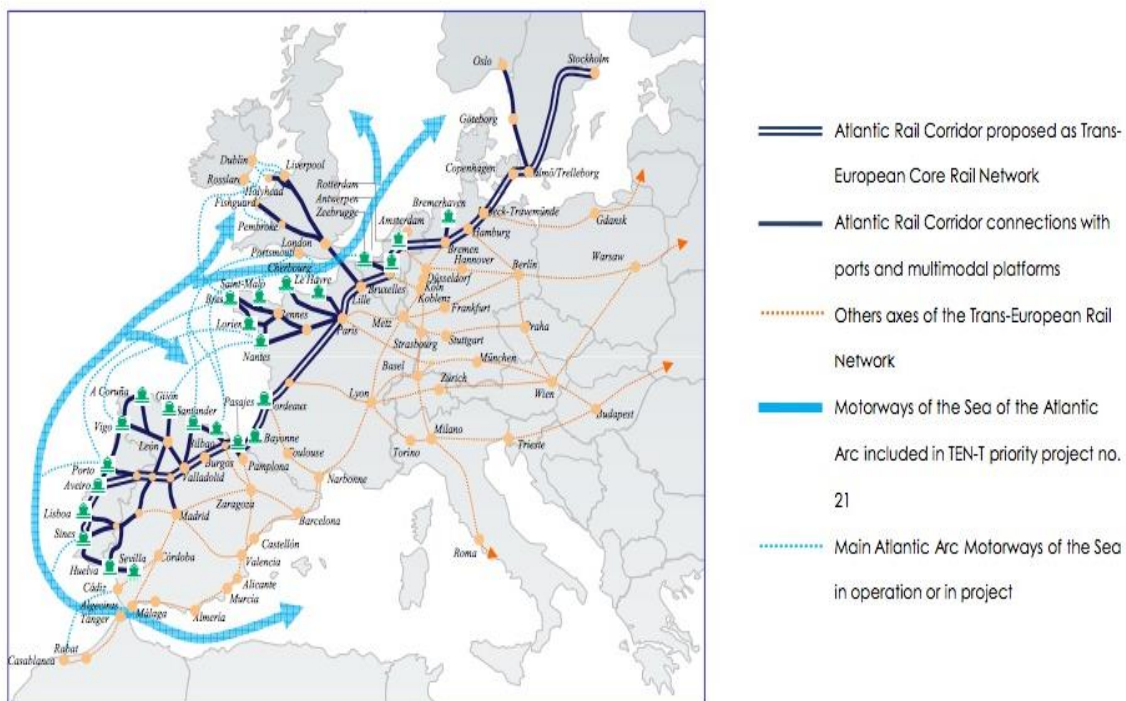 Oslo
Stockholm
Göteborg
Copenhagen
Malmö/Trelleborg
Dublin
Liverpool
Rosslare
Holyhead
Fishguard
Rotterdam
Antwerpen
Zeebrugge
Bremerhaven
Gdansk
Amsterdam
Hamburg
Pembroke
London
Bremen
Portsmouth
Hannover
Berlin
Warsaw
Cherbourg
Le Havre
Düsseldorf
Köln
Saint-Malo
Bruxelles
Koblenz
Lille
Frankfurt
Rennes
Metz
Praha
Paris
Strasbourg
Stuttgart
Nantes
München
Basel
Zürich
Wien
A Coruña
Gijón
Pasajes
Lyon
Santander
Budapest
Vigo
Bayonne
Milano
León
Toulouse
Torino
Trieste
Porto
Burgos
Pamplona
Valladolid
Narbonne
Aveiro
Zaragoza
Lisboa
Madrid
Barcelona
Sines
Castellón
Roma
Córdoba
Sevilla
Valencia
Huelva
Alicante
Cádiz
Murcia
Algeciras
Málaga
Almería
Tánger
Rabat
Casablanca
Atlantic Rail Corridor proposed as Trans-
European Core Rail Network
Atlantic Rail Corridor connections with
ports and multimodal platforms
Others axes of the Trans-European Rail
Network
Motorways of the Sea of the Atlantic
Arc included in TEN-T priority project no.
21
Main Atlantic Arc Motorways of the Sea
in operation or in project